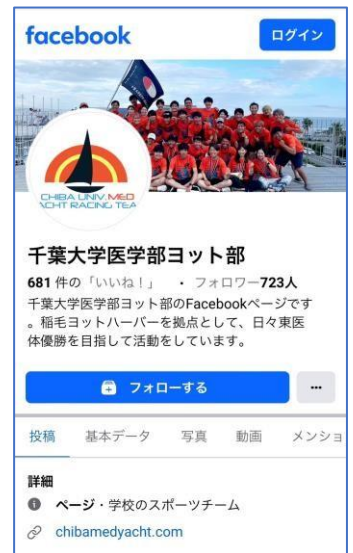 facebook
ログイン
CHIBA UNIV.MED
YACHT RACING TEA
千葉大学医学部ヨット部
681 件の「いいね！」 ・ フォロワー723人
千葉大学医学部ヨット部のFacebookページです
。稲毛ヨットハーバーを拠点として、日々東医
体優勝を目指して活動をしています。
フォローする
...
投稿 基本データ 写真 動画 メンショ
詳細
ページ・学校のスポーツチーム
chibamedyacht.com